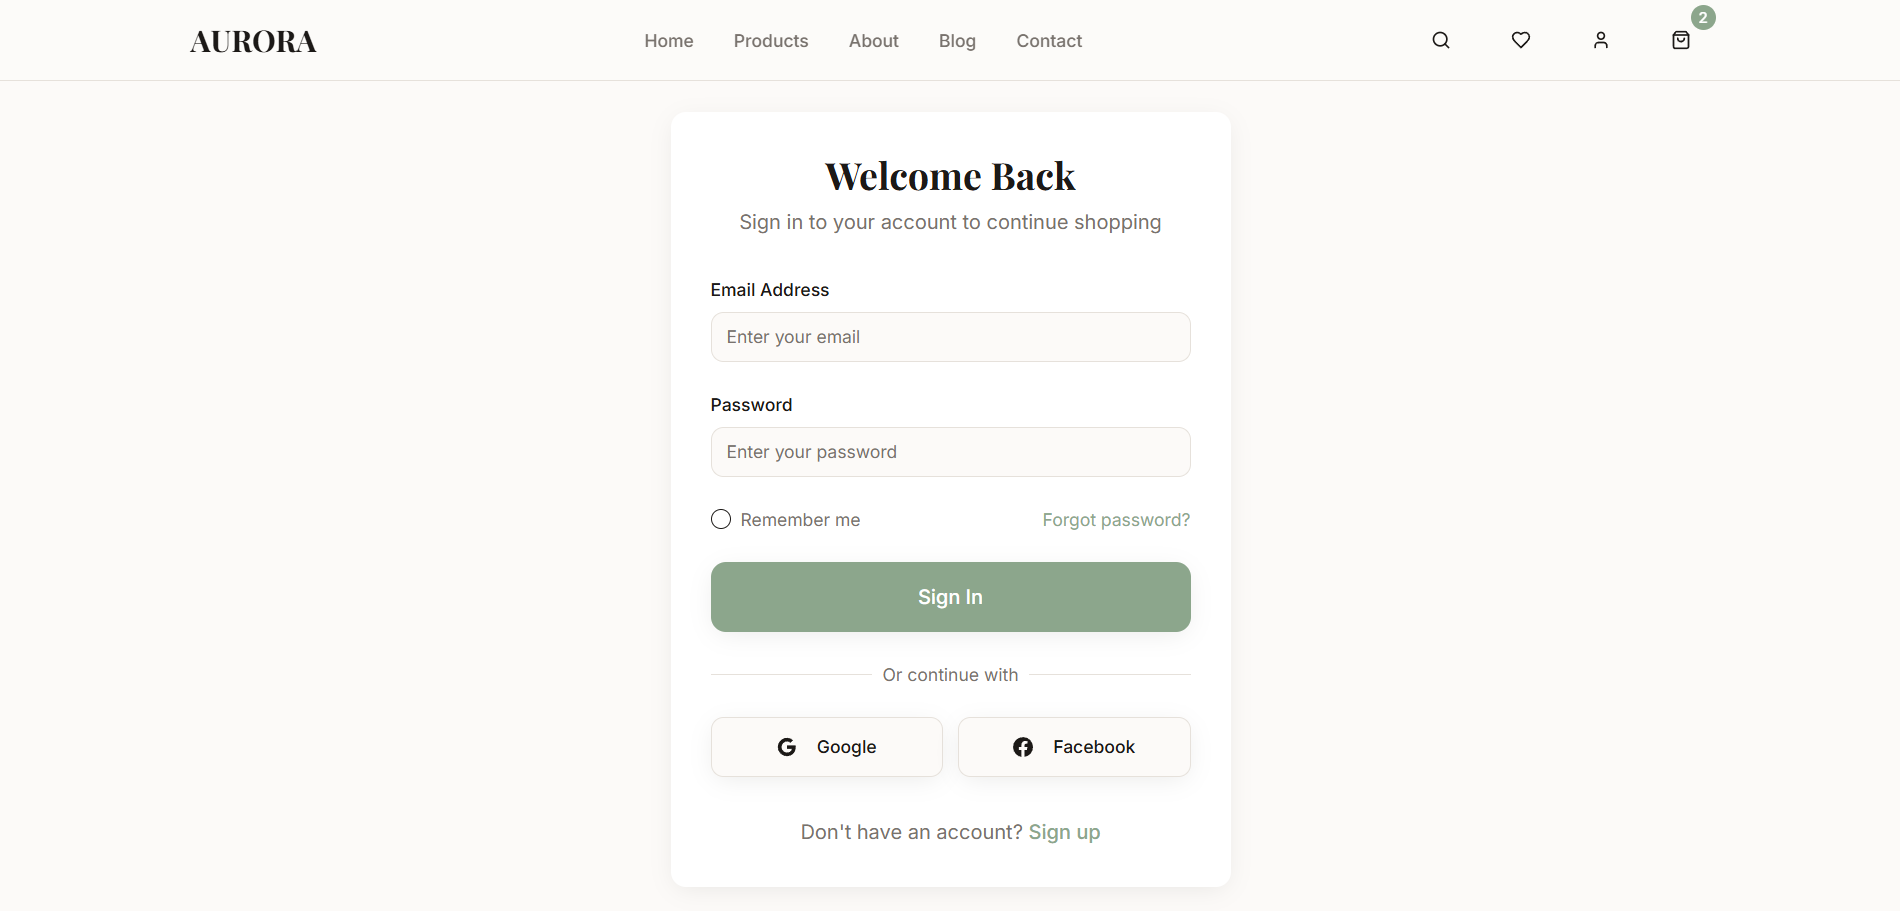 AURORA
Home Products About Blog Contact
2
Welcome Back
Sign in to your account to continue shopping
Email Address
Enter your email
Password
Enter your password
Remember me Forgot password?
Sign In
Or continue with
Google Facebook
Don't have an account? Sign up